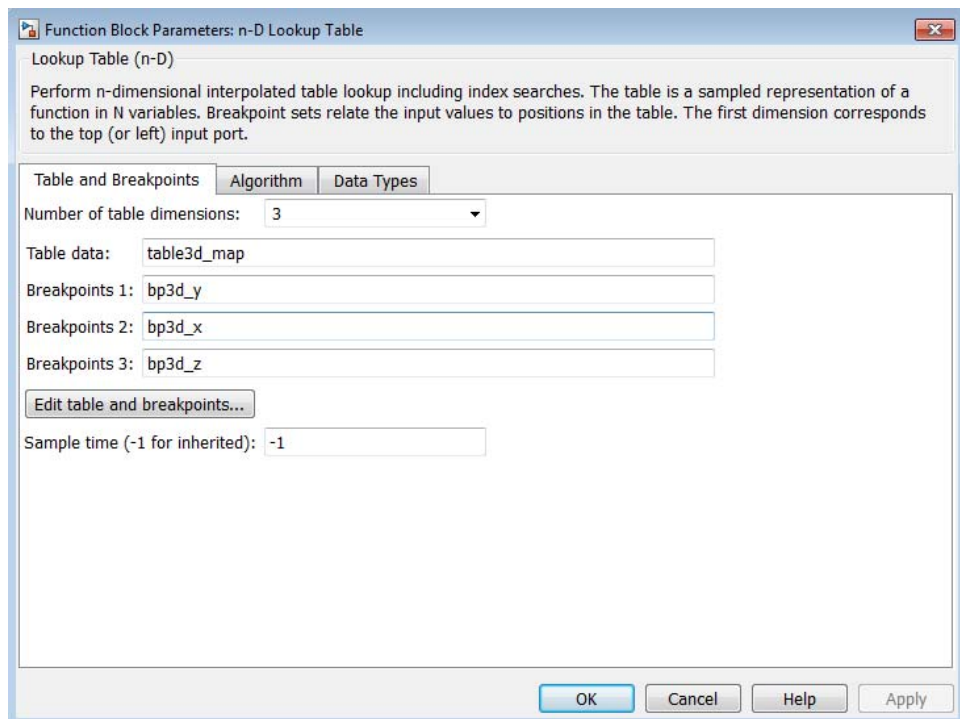 Function Block Parameters: n-D Lookup Table
Lookup Table (n-D)
Perform n-dimensional interpolated table lookup including index searches. The table is a sampled representation of a
function in N variables. Breakpoint sets relate the input values to positions in the table. The first dimension corresponds
to the top (or left) input port.
Table and Breakpoints Algorithm Data Types
Number of table dimensions: 3
Table data: table3d_map
Breakpoints 1: bp3d_y
Breakpoints 2: bp3d_x
Breakpoints 3: bp3d_z
Edit table and breakpoints...
Sample time (-1 for inherited): -1
OK Cancel Help Apply